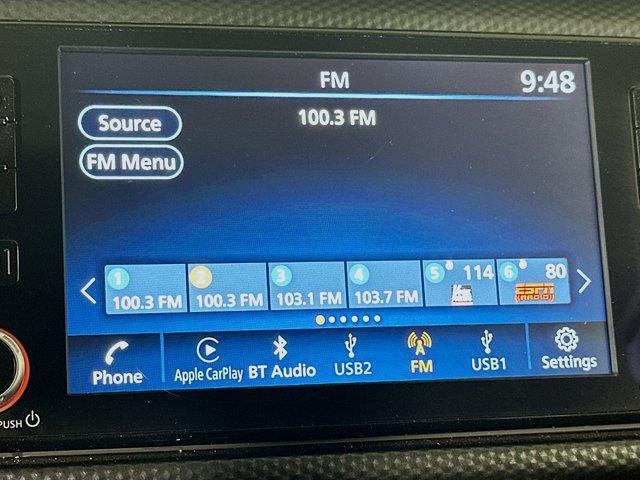 FM
9:48
Source
100.3 FM
FM Menu
1
100.3 FM
2
100.3 FM
3
103.1 FM
4
103.7 FM
5
114
6
80
ESPN
RADIO
Phone
Apple CarPlay
BT Audio
USB2
FM
USB1
Settings
PUSH